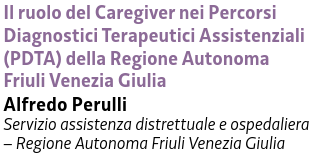 Il ruolo del Caregiver nei Percorsi
Diagnostici Terapeutici Assistenziali
(PDTA) della Regione Autonoma
Friuli Venezia Giulia
Alfredo Perulli
Servizio assistenza distrettuale e ospedaliera
– Regione Autonoma Friuli Venezia Giulia